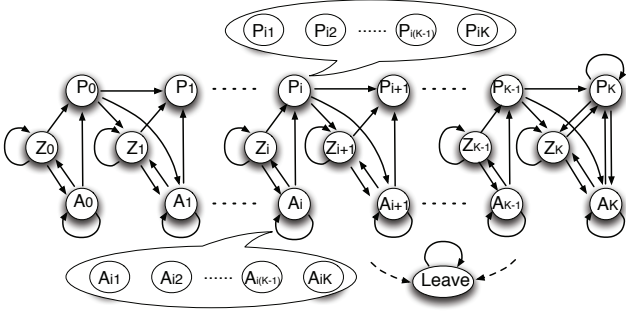 Pi1 Pi2 ...... Pi(K-1) PiK
P0 P1 ..... Pi Pi+1 ..... PK-1 PK
Z0 Z1 Zi Zi+1 ZK-1 ZK
A0 A1 ..... Ai Ai+1 ..... AK-1 AK
Ai1 Ai2 ...... Ai(K-1) AiK
Leave